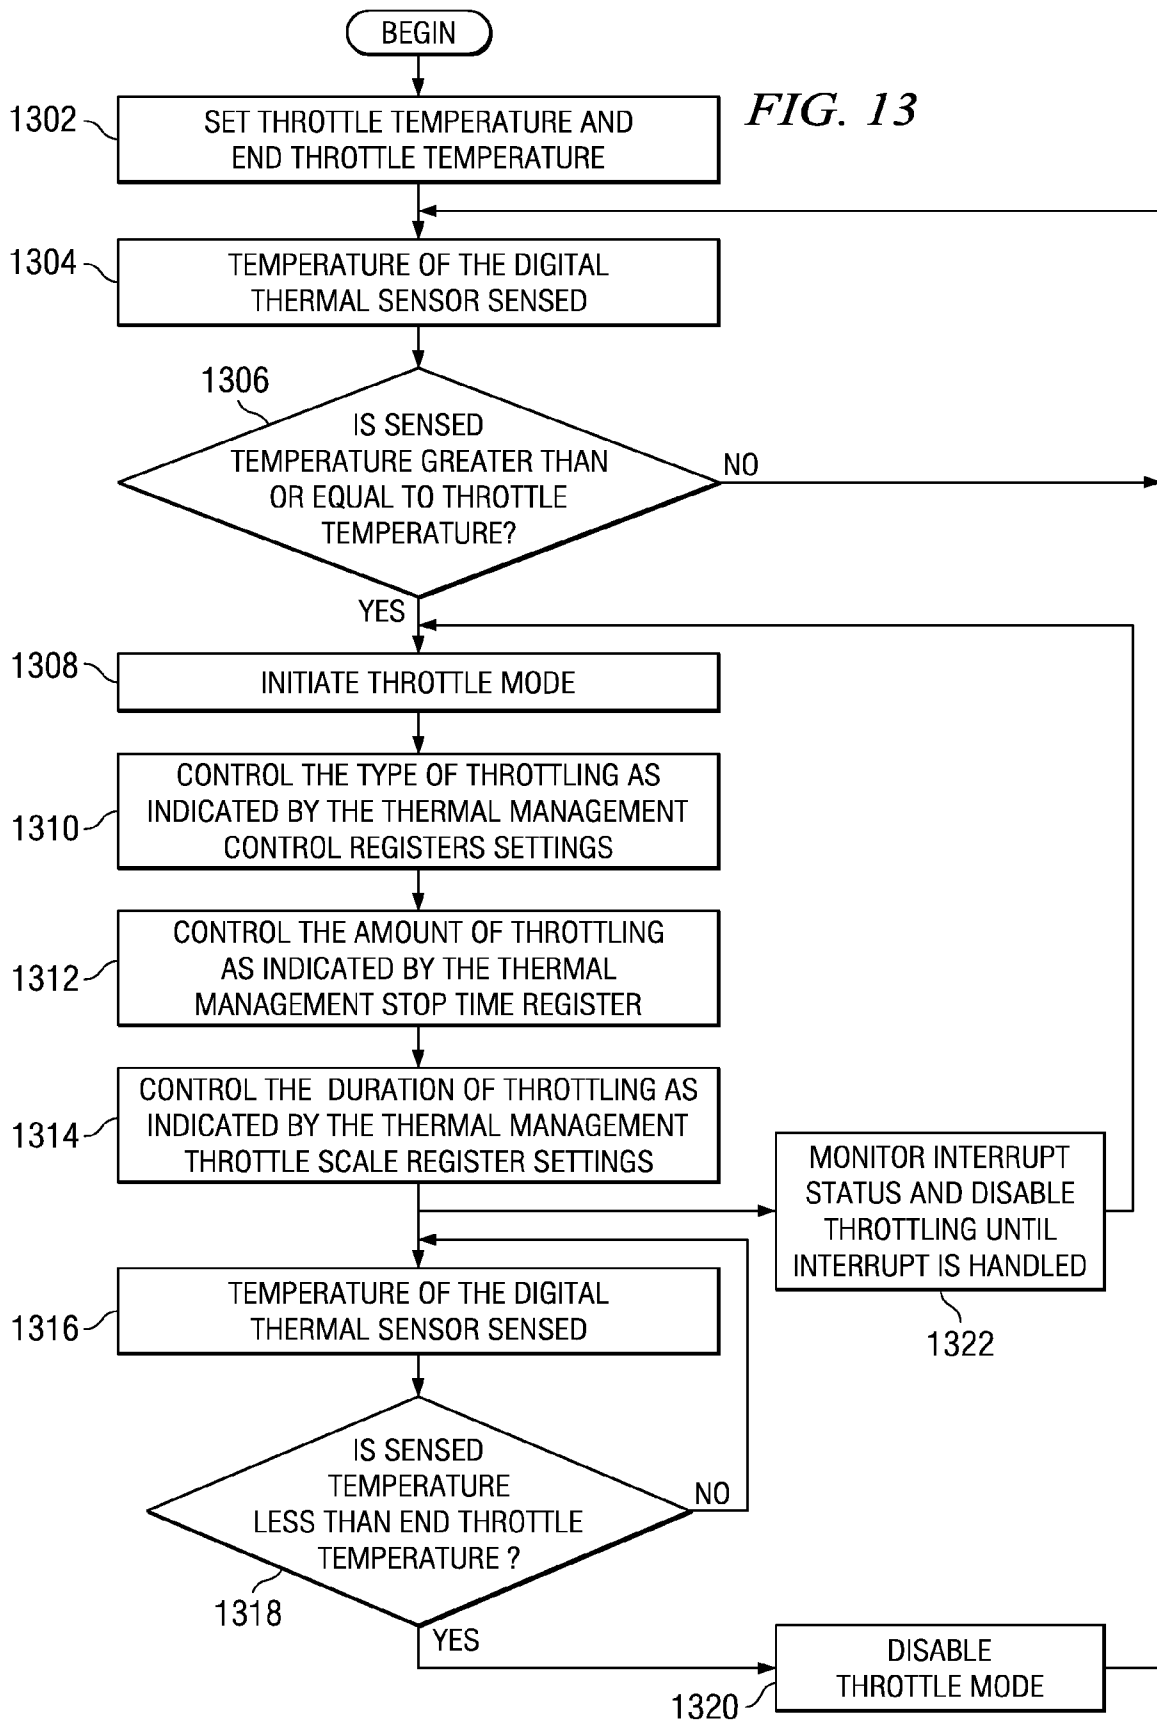 BEGIN
FIG. 13
1302
SET THROTTLE TEMPERATURE AND
END THROTTLE TEMPERATURE
1304
TEMPERATURE OF THE DIGITAL
THERMAL SENSOR SENSED
1306
IS SENSED
TEMPERATURE GREATER THAN
OR EQUAL TO THROTTLE
TEMPERATURE?
NO
YES
1308
INITIATE THROTTLE MODE
1310
CONTROL THE TYPE OF THROTTLING AS
INDICATED BY THE THERMAL MANAGEMENT
CONTROL REGISTERS SETTINGS
1312
CONTROL THE AMOUNT OF THROTTLING
AS INDICATED BY THE THERMAL
MANAGEMENT STOP TIME REGISTER
1314
CONTROL THE DURATION OF THROTTLING AS
INDICATED BY THE THERMAL MANAGEMENT
THROTTLE SCALE REGISTER SETTINGS
MONITOR INTERRUPT
STATUS AND DISABLE
THROTTLING UNTIL
INTERRUPT IS HANDLED
1322
1316
TEMPERATURE OF THE DIGITAL
THERMAL SENSOR SENSED
IS SENSED
TEMPERATURE
LESS THAN END THROTTLE
TEMPERATURE ?
NO
1318
YES
DISABLE
THROTTLE MODE
1320